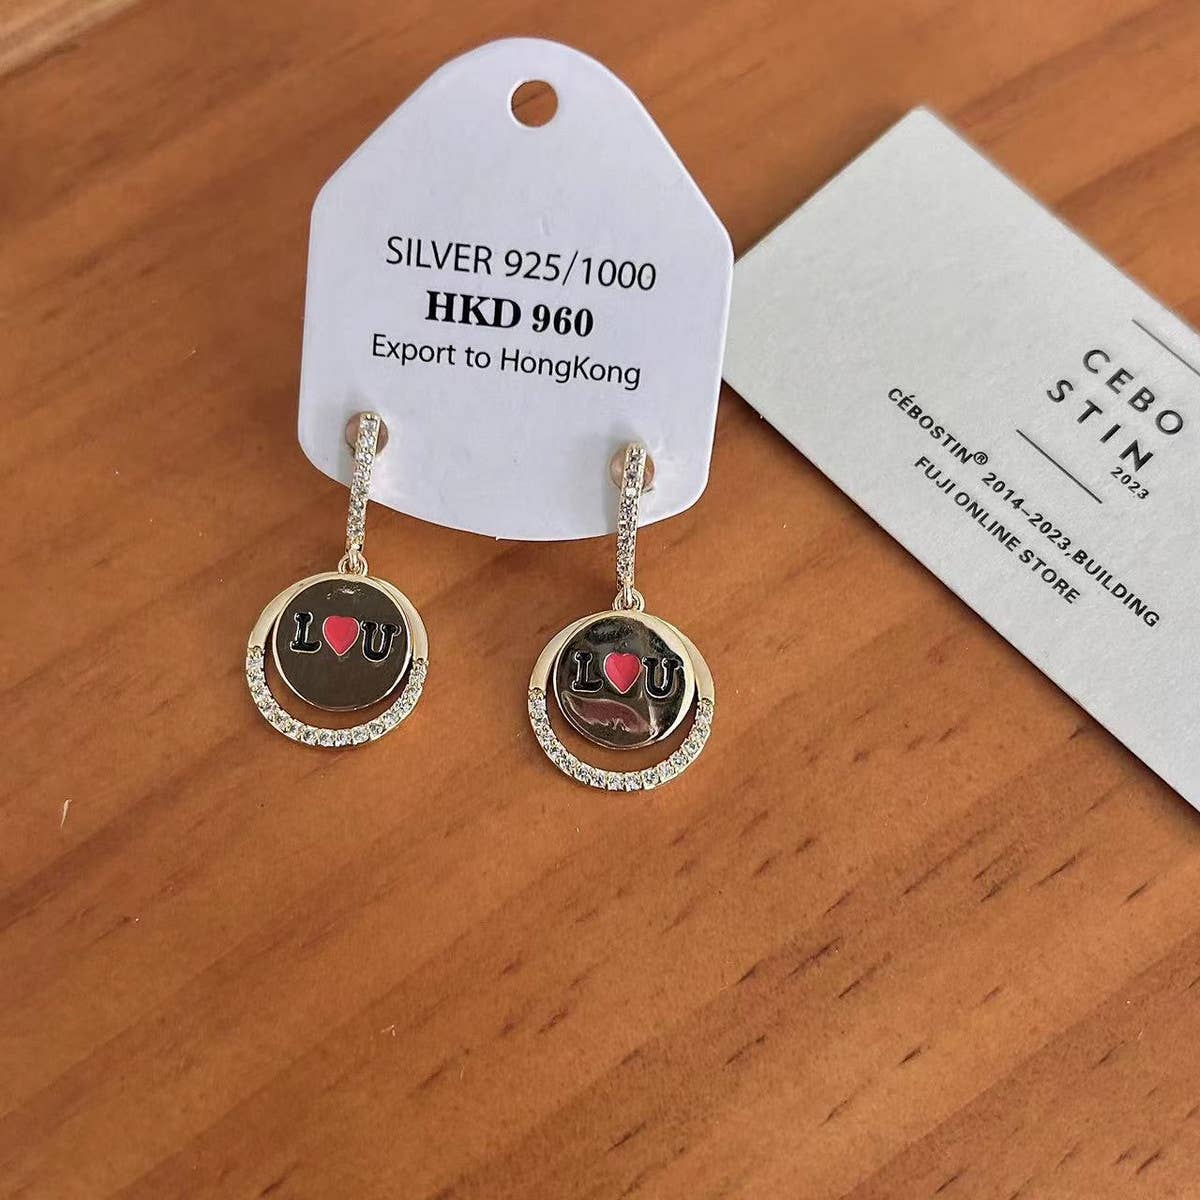 SILVER 925/1000
HKD 960
Export to HongKong
L♥U
L♥U
CEBO
STIN
2023
CÉBOSTIN® 2014-2023,BUILDING
FUJI ONLINE STORE